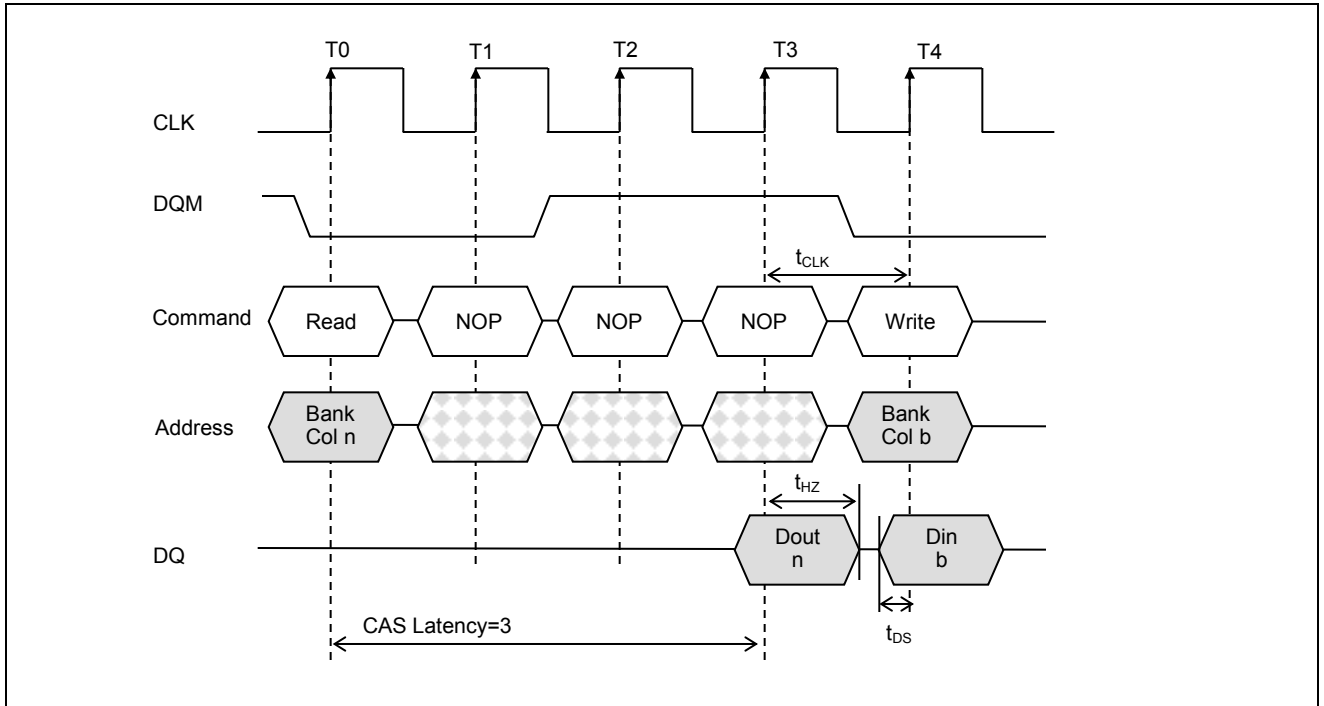 T0 T1 T2 T3 T4
CLK
DQM
tCLK
Command Read NOP NOP NOP Write
Address Bank Col n Bank Col b
tHZ
DQ Dout n Din b
CAS Latency=3
tDS